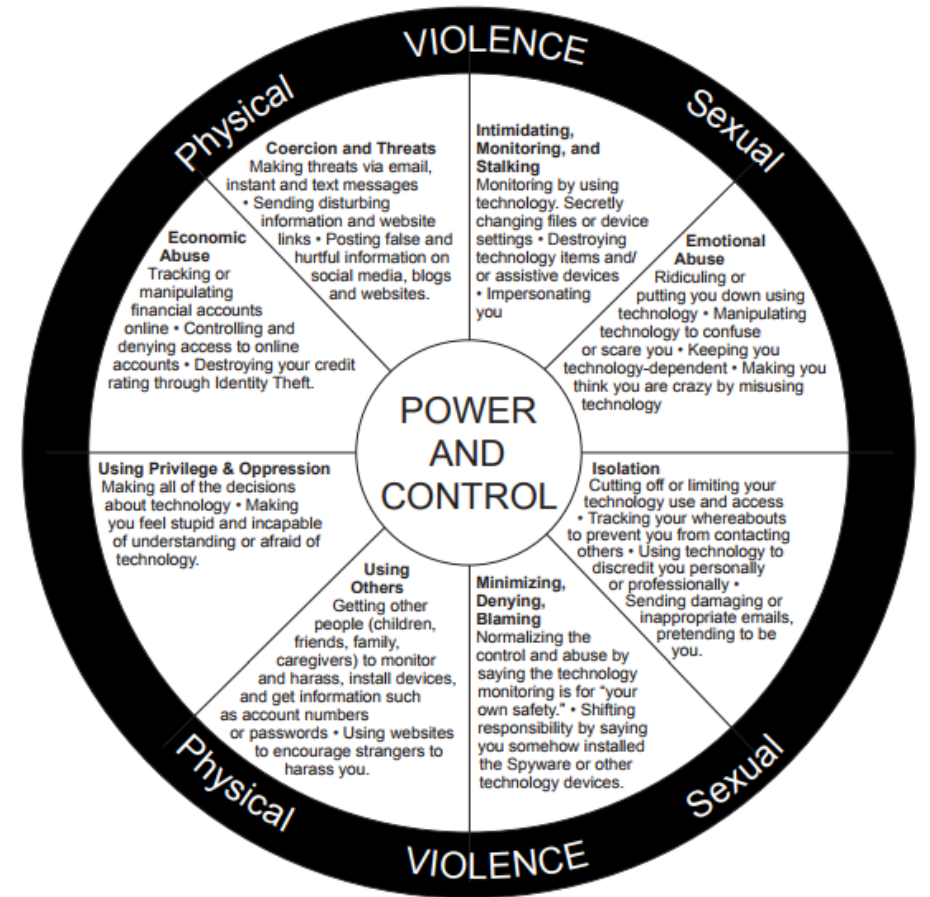 VIOLENCE
Physical
Sexual
Coercion and Threats
Making threats via email,
instant and text messages
• Sending disturbing
information and website
links • Posting false and
hurtful information on
social media, blogs
and websites.
Intimidating,
Monitoring, and
Stalking
Monitoring by using
technology. Secretly
changing files or device
settings • Destroying
technology items and/
or assistive devices
• Impersonating
you
Economic
Abuse
Tracking or
manipulating
financial accounts
online • Controlling and
denying access to online
accounts • Destroying your credit
rating through Identity Theft.
Emotional
Abuse
Ridiculing or
putting you down using
technology • Manipulating
technology to confuse
or scare you • Keeping you
technology-dependent • Making you
think you are crazy by misusing
technology
POWER
AND
CONTROL
Using Privilege & Oppression
Making all of the decisions
about technology • Making
you feel stupid and incapable
of understanding or afraid of
technology.
Isolation
Cutting off or limiting your
technology use and access
• Tracking your whereabouts
to prevent you from contacting
others • Using technology to
discredit you personally
or professionally •
Sending damaging or
inappropriate emails,
pretending to be
you.
Using
Others
Getting other
people (children,
friends, family,
caregivers) to monitor
and harass, install devices,
and get information such
as account numbers
or passwords • Using websites
to encourage strangers to
harass you.
Minimizing,
Denying,
Blaming
Normalizing the
control and abuse by
saying the technology
monitoring is for “your
own safety.” • Shifting
responsibility by saying
you somehow installed
the Spyware or other
technology devices.
Physical
Sexual
VIOLENCE